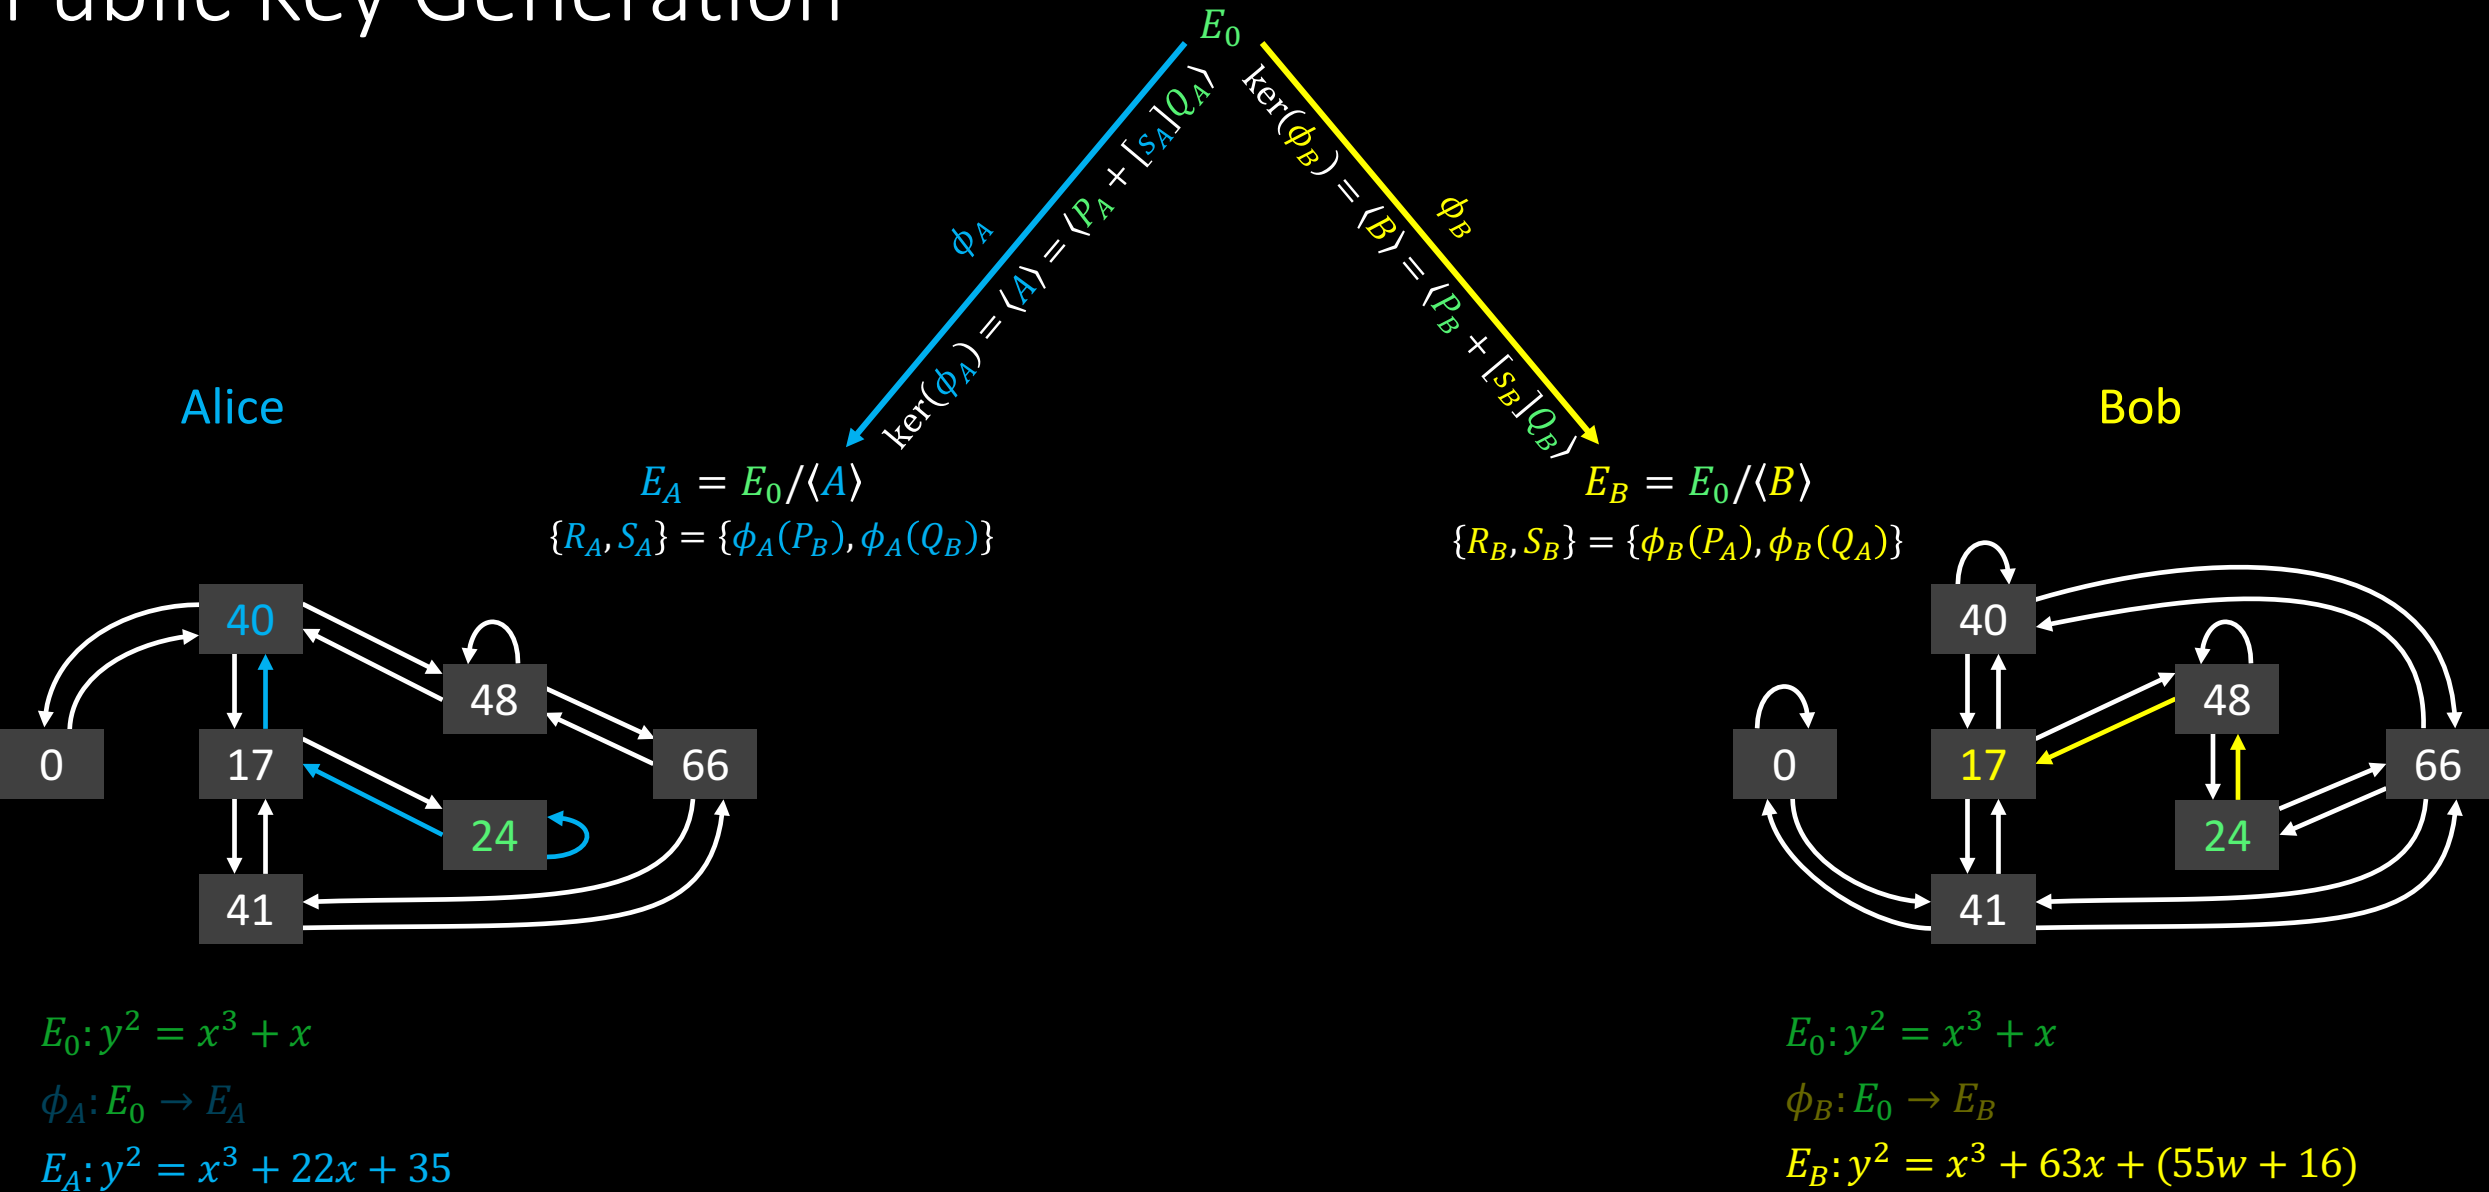 Public Key Generation
E₀
ϕ_A
ker(ϕ_A) = ⟨A⟩ = ⟨P_A + [s_A]Q_A⟩
ker(ϕ_B) = ⟨B⟩ = ⟨P_B + [s_B]Q_B⟩
ϕ_B
Alice
Bob
E_A = E₀/⟨A⟩
{R_A, S_A} = {ϕ_A(P_B), ϕ_A(Q_B)}
E_B = E₀/⟨B⟩
{R_B, S_B} = {ϕ_B(P_A), ϕ_B(Q_A)}
40
48
0
17
66
24
41
E₀: y² = x³ + x
ϕ_A: E₀ → E_A
E_A: y² = x³ + 22x + 35
40
48
0
17
66
24
41
E₀: y² = x³ + x
ϕ_B: E₀ → E_B
E_B: y² = x³ + 63x + (55w + 16)